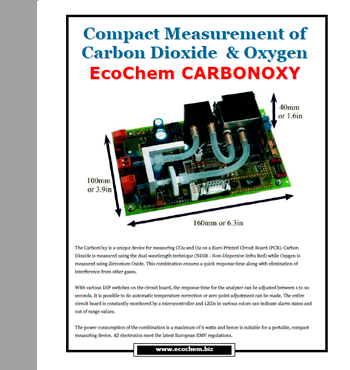 Compact Measurement of
Carbon Dioxide & Oxygen
EcoChem CARBONOXY
40mm
or 1.6in
100mm
or 3.9in
160mm or 6.3in
The CarbonOxy is a unique device for measuring CO2 and O2 on a Euro Printed Circuit Board (PCB). Carbon
Dioxide is measured using the dual wavelength technique (NDIR - Non-Dispersive Infra Red) while Oxygen is
measured using Zirconium Oxide. This combination ensures a quick response time along with elimination of
interference from other gases.
With various DIP switches on the circuit board, the response time for the analyzer can be adjusted between 1 to 10
seconds. It is possible to do automatic temperature correction or zero point adjustment can be made. The entire
circuit board is constantly monitored by a microcontroller and LEDs in various colors can indicate alarm states and
out of range values.
The power consumption of the combination is a maximum of 6 watts and hence is suitable for a portable, compact
measuring device. All electronics meet the latest European EMV regulations.
www.ecochem.biz